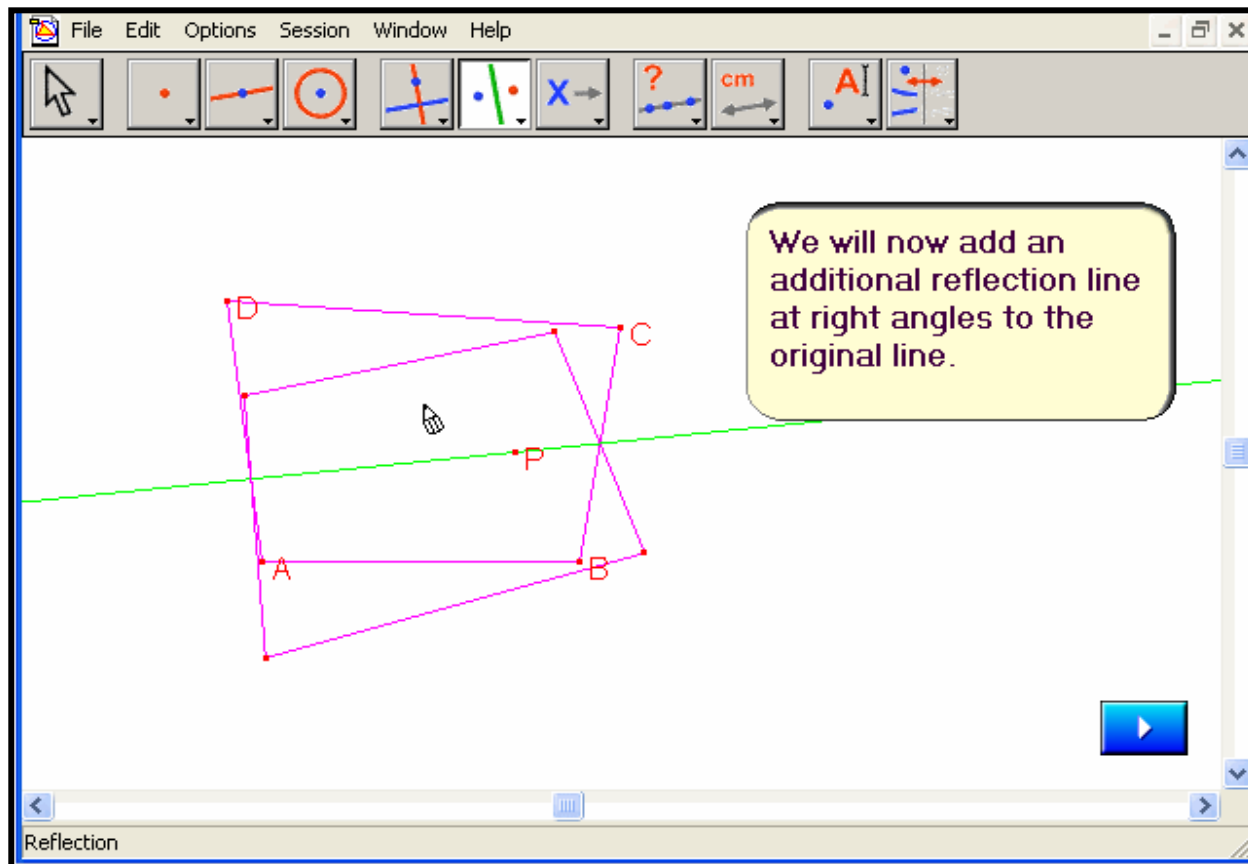 File Edit Options Session Window Help
? cm A
X
We will now add an
additional reflection line
at right angles to the
original line.
D
C
P
A
B
Reflection